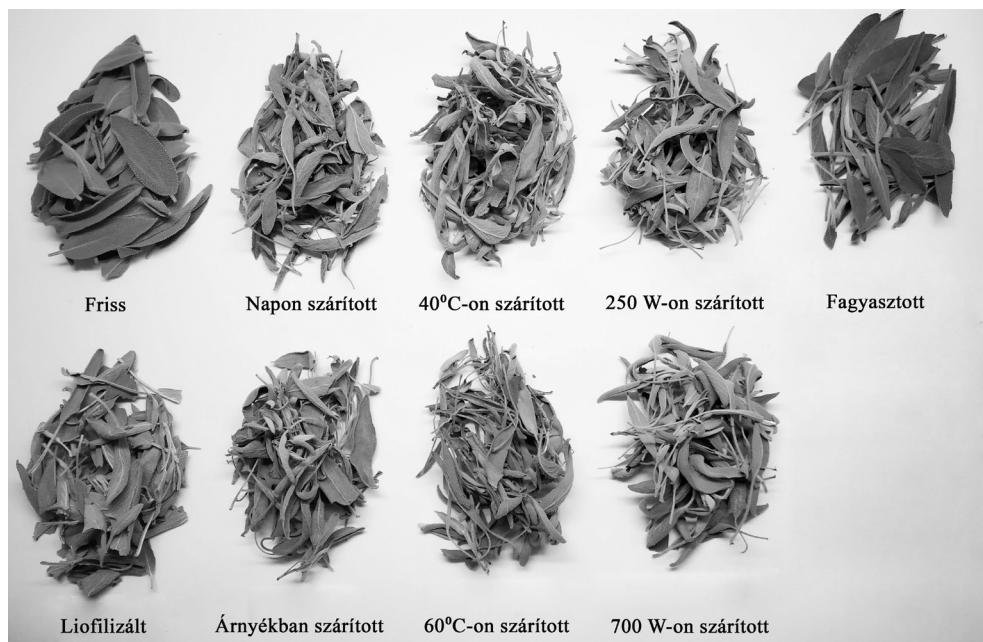 Friss
Napon szárított
40⁰C-on szárított
250 W-on szárított
Fagyasztott
Liofilizált
Árnyékban szárított
60⁰C-on szárított
700 W-on szárított